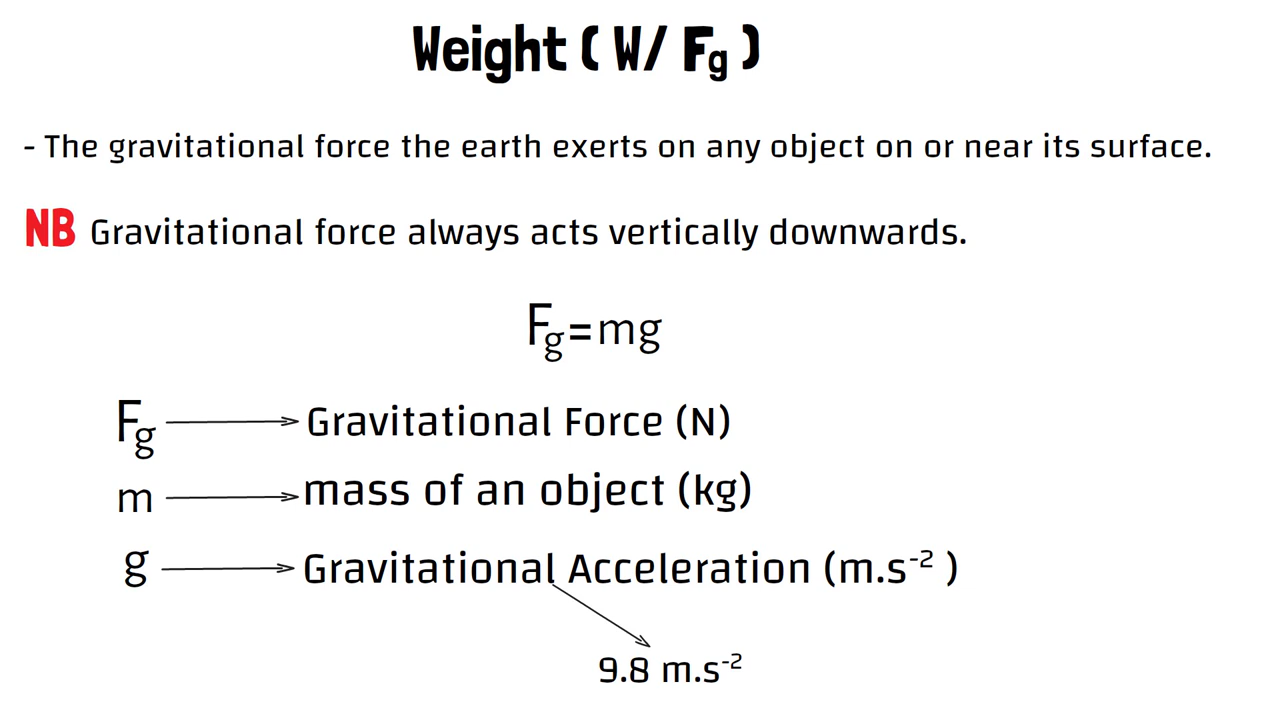 Weight ( W/ Fg )
- The gravitational force the earth exerts on any object on or near its surface.
NB Gravitational force always acts vertically downwards.
Fg=mg
Fg → Gravitational Force (N)
m → mass of an object (kg)
g → Gravitational Acceleration (m.s⁻² )
9.8 m.s⁻²